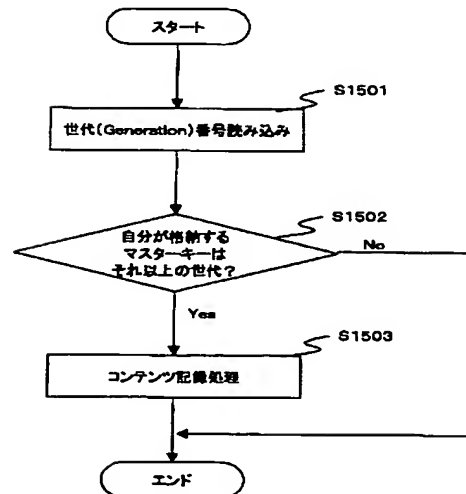 スタート
S1501
世代(Generation)番号読み込み
S1502
自分が格納する
マスターキーは
それ以上の世代?
No
Yes
S1503
コンテンツ記録処理
エンド